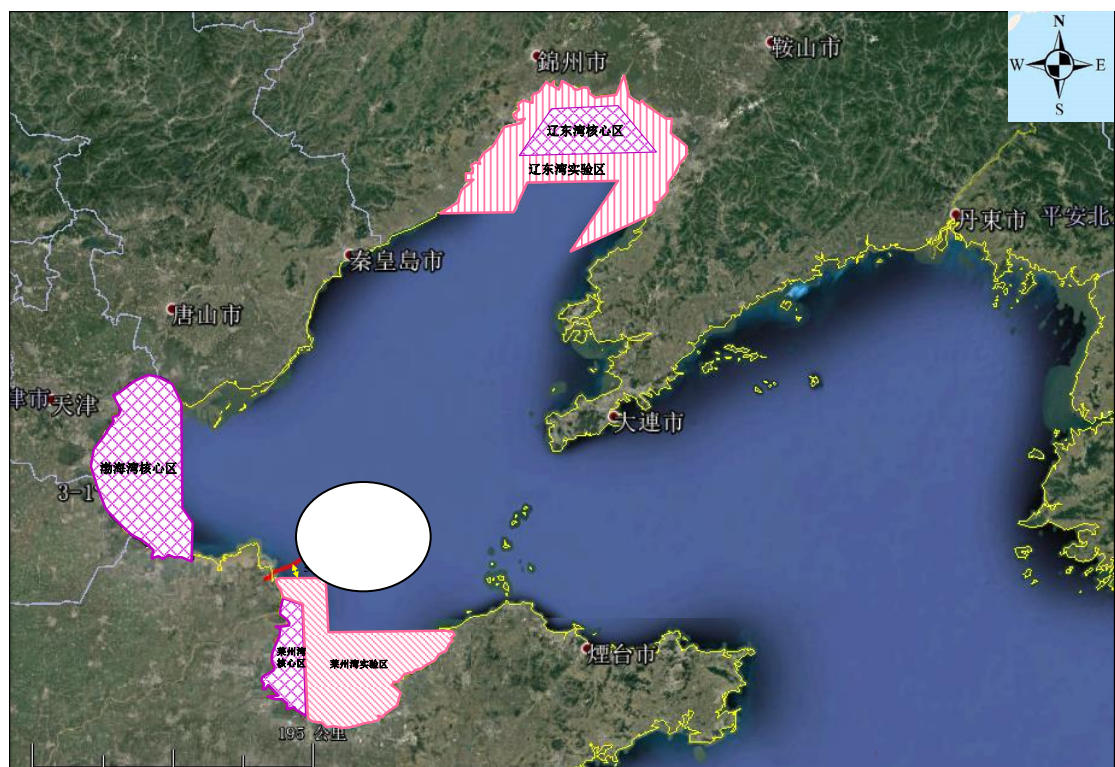 N
W E
S
錦州市
鞍山市
辽东湾核心区
辽东湾实验区
丹東市
平安北
秦皇島市
唐山市
津市
天津
大連市
渤海湾核心区
3-1
莱州湾
核心区
莱州湾实验区
煙台市
195 公里